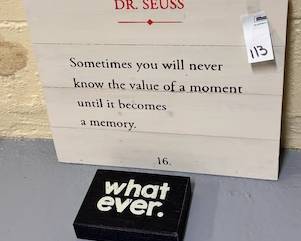 DR. SEUSS
113
Sometimes you will never
know the value of a moment
until it becomes
a memory.
16.
what
ever.